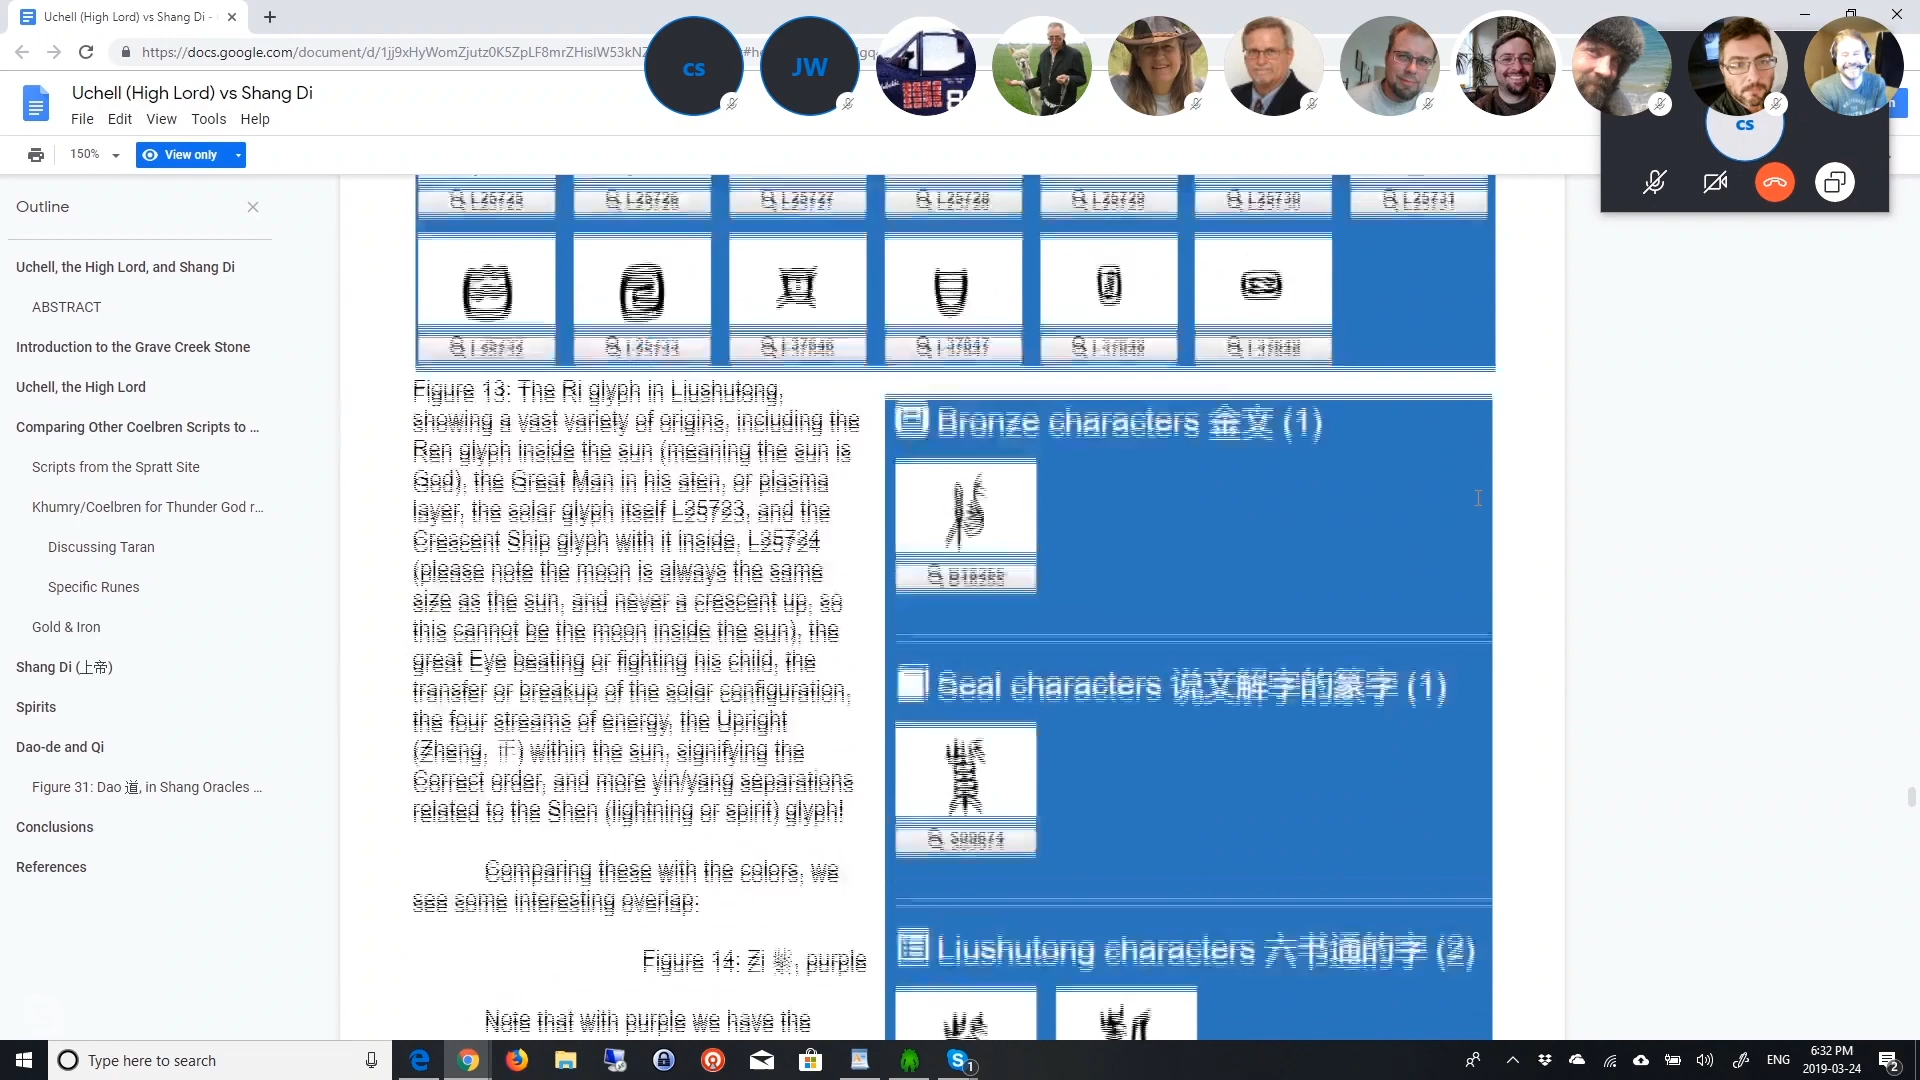 Uchell (High Lord) vs Shang Di -
https://docs.google.com/document/d/1jj9xHyWomZjutz0K5ZpLF8mrZHislW53kNZ
CS
JW
Uchell (High Lord) vs Shang Di
File Edit View Tools Help
CS
150% View only
Outline
Uchell, the High Lord, and Shang Di
ABSTRACT
Introduction to the Grave Creek Stone
Uchell, the High Lord
Comparing Other Coelbren Scripts to ...
Scripts from the Spratt Site
Khumry/Coelbren for Thunder God r...
Discussing Taran
Specific Runes
Gold & Iron
Shang Di (上帝)
Spirits
Dao-de and Qi
Figure 31: Dao 道, in Shang Oracles ...
Conclusions
References
L25725 L25726 L25727 L25728 L25729 L25730 L25731
L25732 L25733 L37846 L37847 L37848 L37849
Figure 13: The Ri glyph in Liushutong,
showing a vast variety of origins, including the
Ren glyph inside the sun (meaning the sun is
God), the Great Man in his aten, or plasma
layer, the solar glyph itself L25723, and the
Crescent Ship glyph with it inside, L25724
(please note the moon is always the same
size as the sun, and never a crescent up, so
this cannot be the moon inside the sun), the
great Eye beating or fighting his child, the
transfer or breakup of the solar configuration,
the four streams of energy, the Upright
(Zheng, 正) within the sun, signifying the
Correct order, and more yin/yang separations
related to the Shen (lightning or spirit) glyph!
Comparing these with the colors, we
see some interesting overlap:
Figure 14: Zi 紫, purple
Note that with purple we have the
Bronze characters 金文 (1)
Seal characters 说文解字的篆字 (1)
S09674
Liushutong characters 六书通的字 (2)
Type here to search
1
ENG
6:32 PM
2019-03-24
2